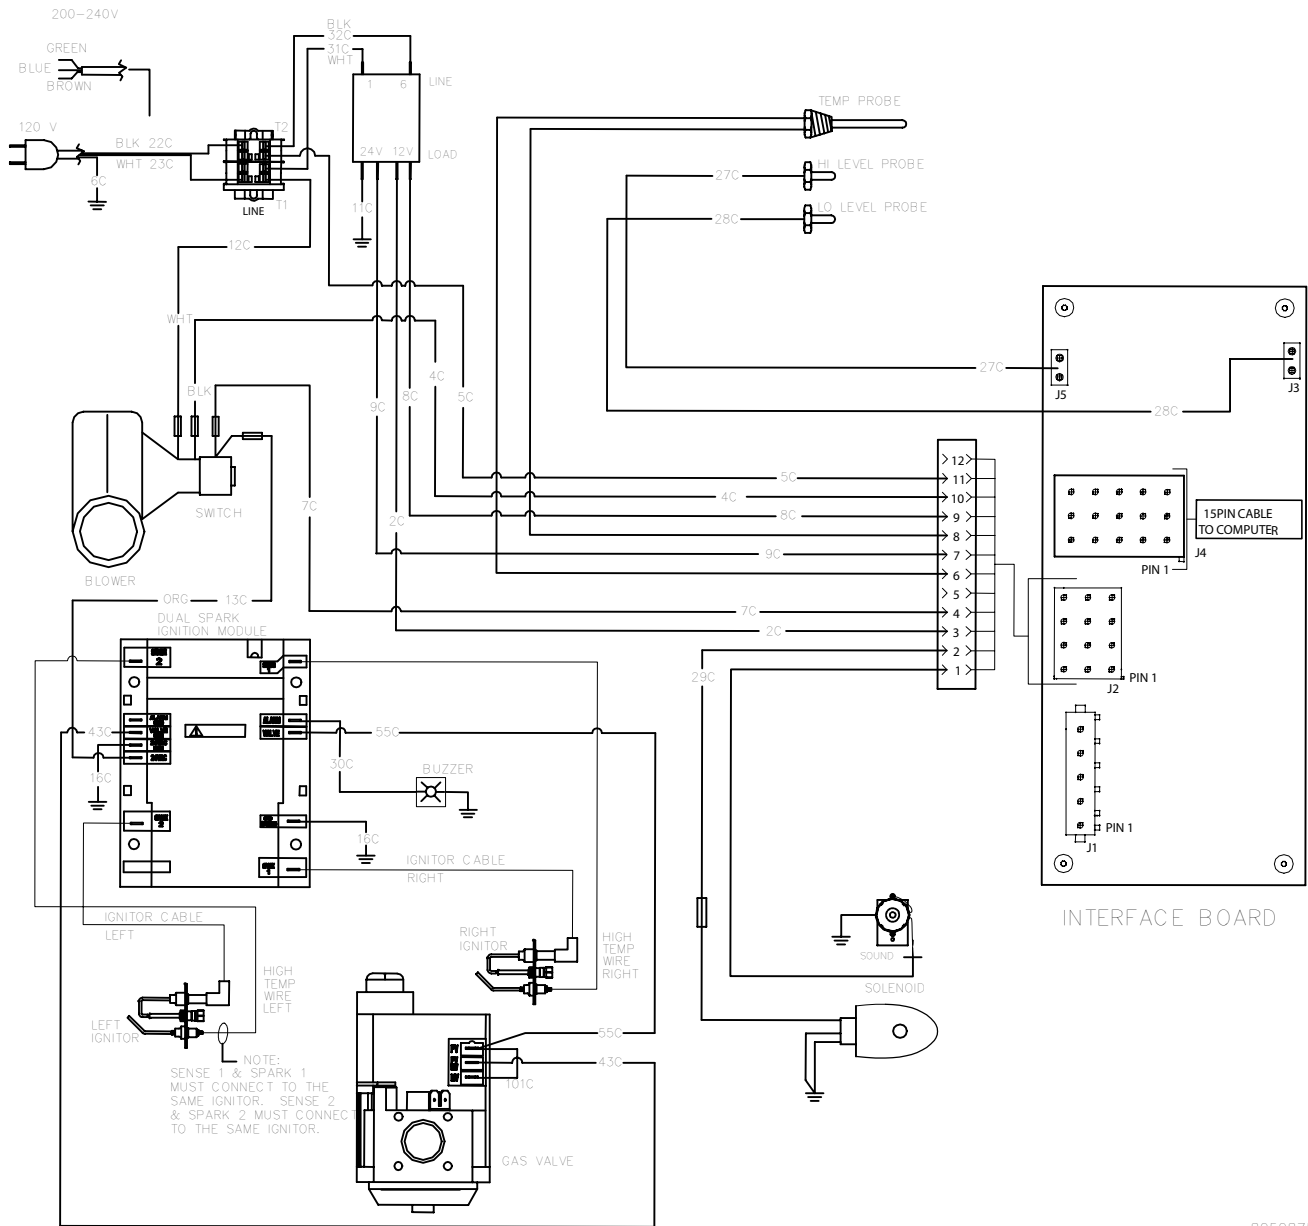 200-240V
GREEN
BLUE
BROWN
120 V
BLK 22C
WHT 23C
6C
T2
T1
LINE
BLK
32C
31C
WHT
1 6
LINE
24V 12V
LOAD
11C
12C
WHT
BLK
TEMP PROBE
HI LEVEL PROBE
27C
LO LEVEL PROBE
28C
4C
8C
5C
9C
27C
28C
J5
J3
SWITCH
BLOWER
7C
2C
5C
4C
8C
9C
7C
2C
12
11
10
9
8
7
6
5
4
3
2
1
15PIN CABLE
TO COMPUTER
J4
PIN 1
J2
PIN 1
PIN 1
J1
INTERFACE BOARD
ORG 13C
DUAL SPARK
IGNITION MODULE
2
1
ALARM
VALVE
43C
16C
55C
30C
BUZZER
16C
2
1
29C
IGNITOR CABLE
RIGHT
IGNITOR CABLE
LEFT
RIGHT
IGNITOR
HIGH
TEMP
WIRE
RIGHT
HIGH
TEMP
WIRE
LEFT
LEFT
IGNITOR
NOTE:
SENSE 1 & SPARK 1
MUST CONNECT TO THE
SAME IGNITOR. SENSE 2
& SPARK 2 MUST CONNECT
TO THE SAME IGNITOR.
SOUND
SOLENOID
55C
43C
101C
GAS VALVE